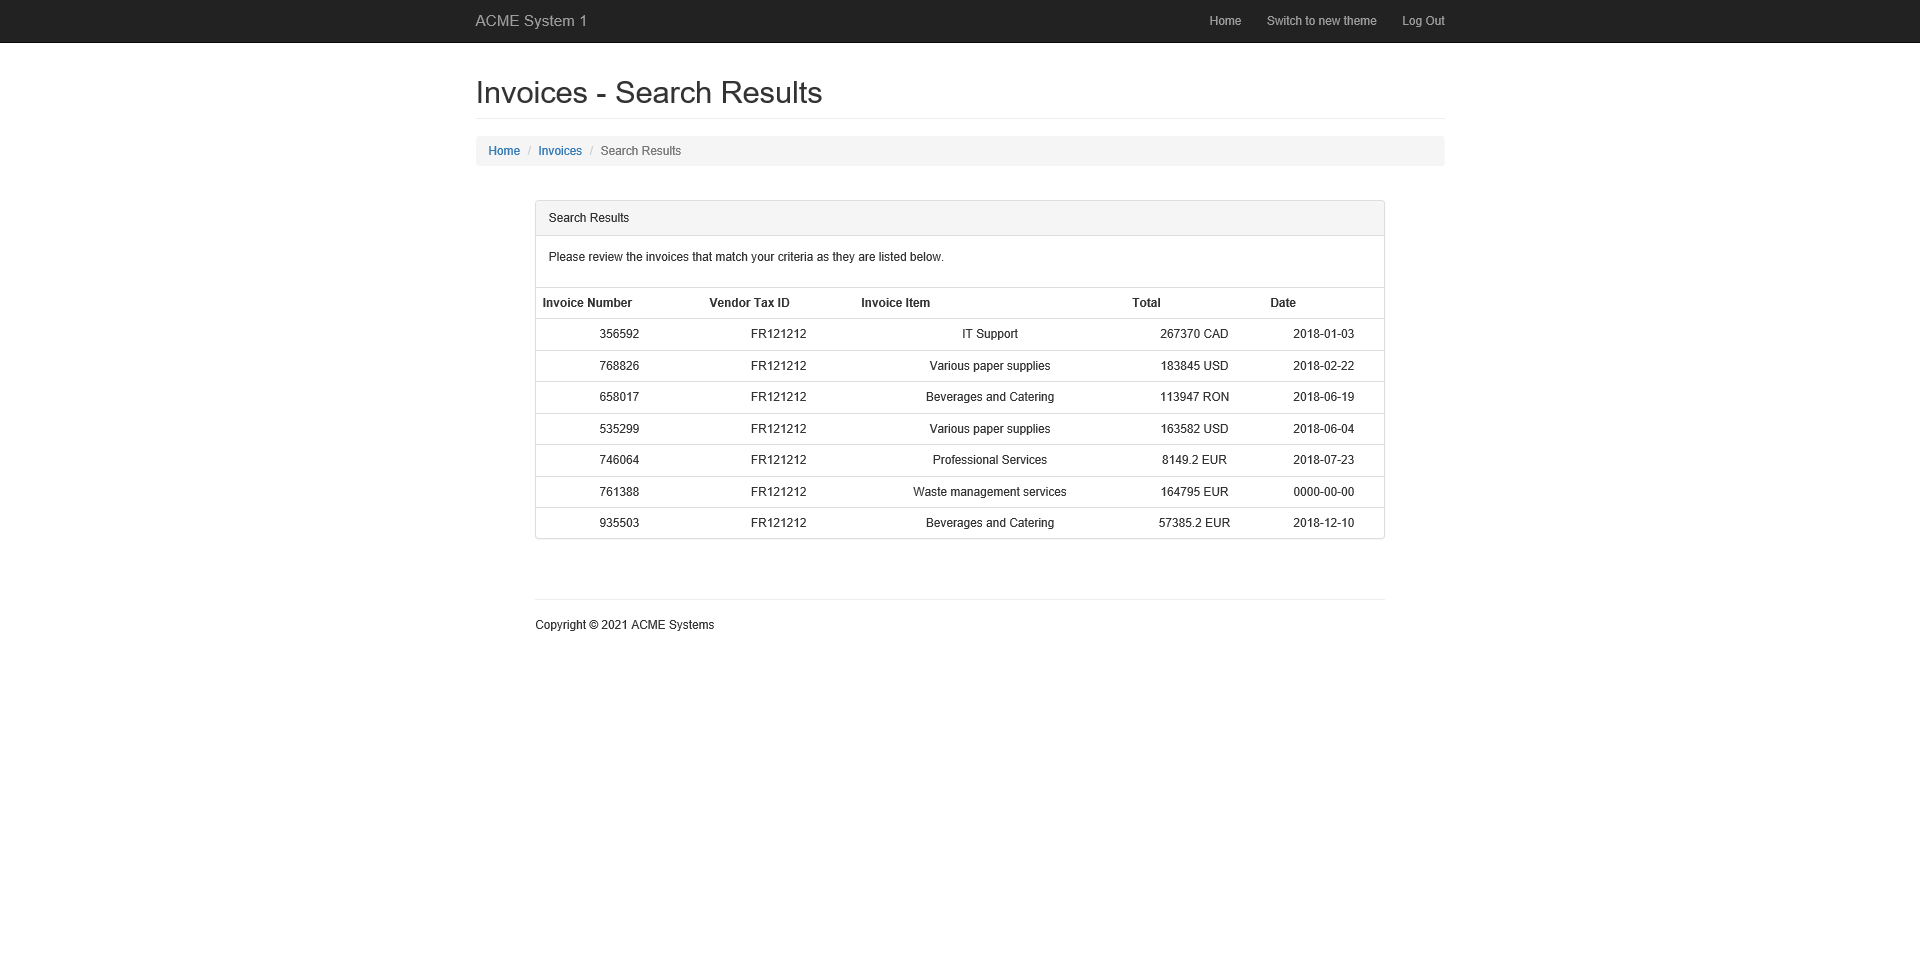 ACME System 1 Home Switch to new theme Log Out
Invoices - Search Results
Home / Invoices / Search Results
Search Results
Please review the invoices that match your criteria as they are listed below.
Invoice Number Vendor Tax ID Invoice Item Total Date
356592 FR121212 IT Support 267370 CAD 2018-01-03
768826 FR121212 Various paper supplies 183845 USD 2018-02-22
658017 FR121212 Beverages and Catering 113947 RON 2018-06-19
535299 FR121212 Various paper supplies 163582 USD 2018-06-04
746064 FR121212 Professional Services 8149.2 EUR 2018-07-23
761388 FR121212 Waste management services 164795 EUR 0000-00-00
935503 FR121212 Beverages and Catering 57385.2 EUR 2018-12-10
Copyright © 2021 ACME Systems